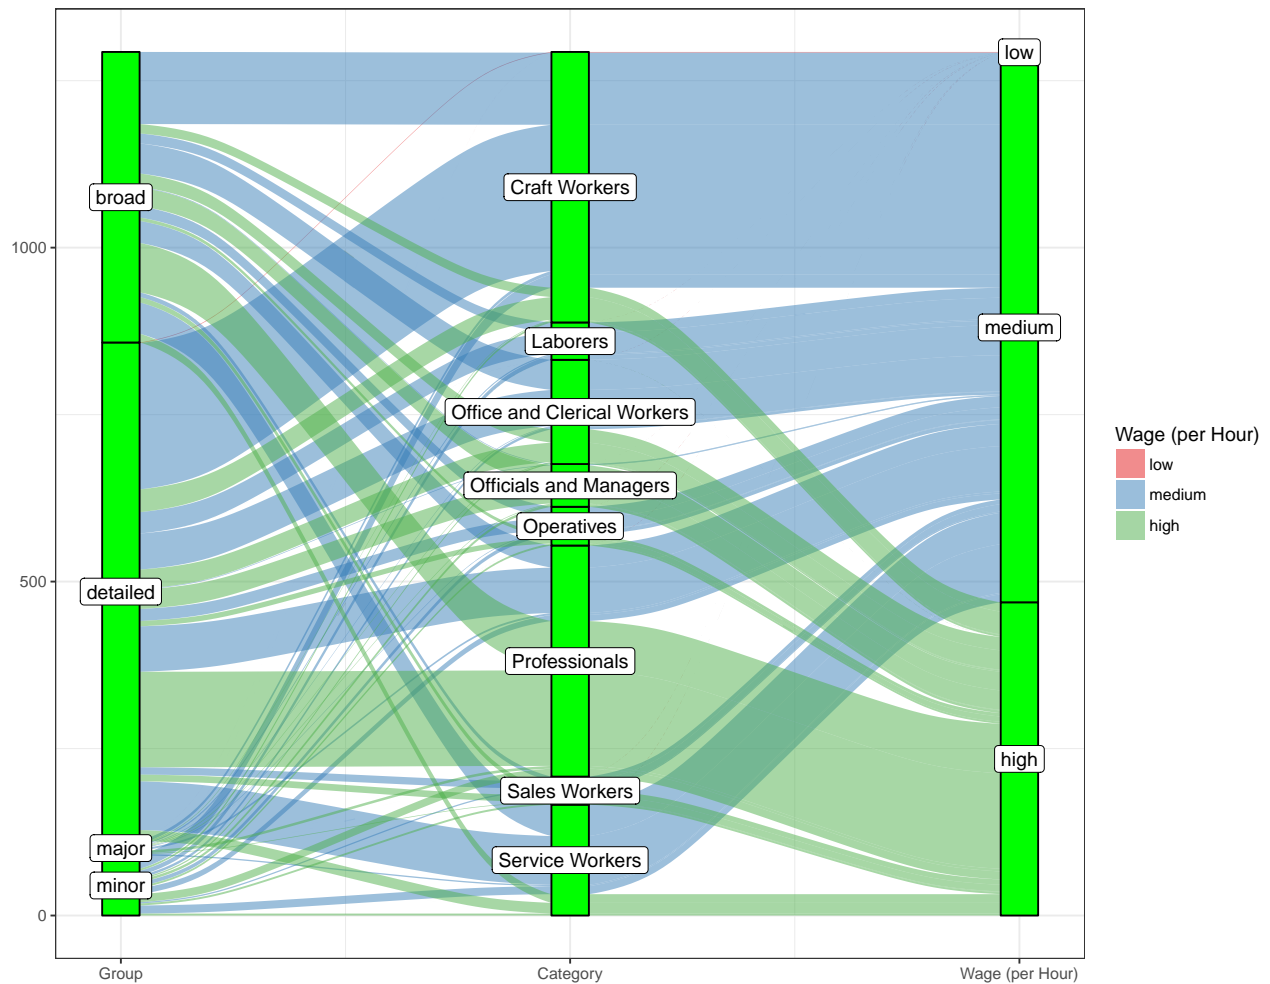 low
broad
Craft Workers
1000
medium
Laborers
Office and Clerical Workers
Wage (per Hour)
low
Officials and Managers
medium
Operatives
high
500
detailed
Professionals
high
Sales Workers
major
Service Workers
minor
0
Group
Category
Wage (per Hour)